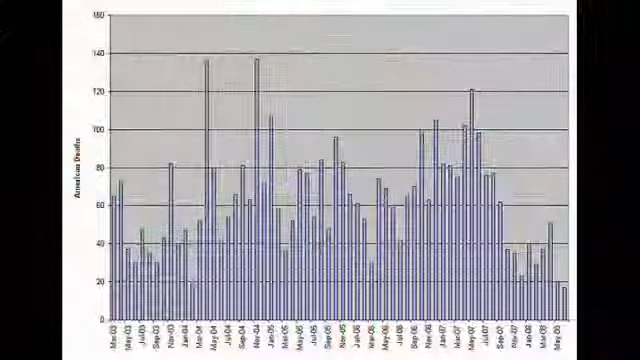 160
140
120
100
80
60
40
20
0
American Deaths
Mar-03
May-03
Jul-03
Sep-03
Nov-03
Jan-04
Mar-04
May-04
Jul-04
Sep-04
Nov-04
Jan-05
Mar-05
May-05
Jul-05
Sep-05
Nov-05
Jan-06
Mar-06
May-06
Jul-06
Sep-06
Nov-06
Jan-07
Mar-07
May-07
Jul-07
Sep-07
Nov-07
Jan-08
Mar-08
May-08